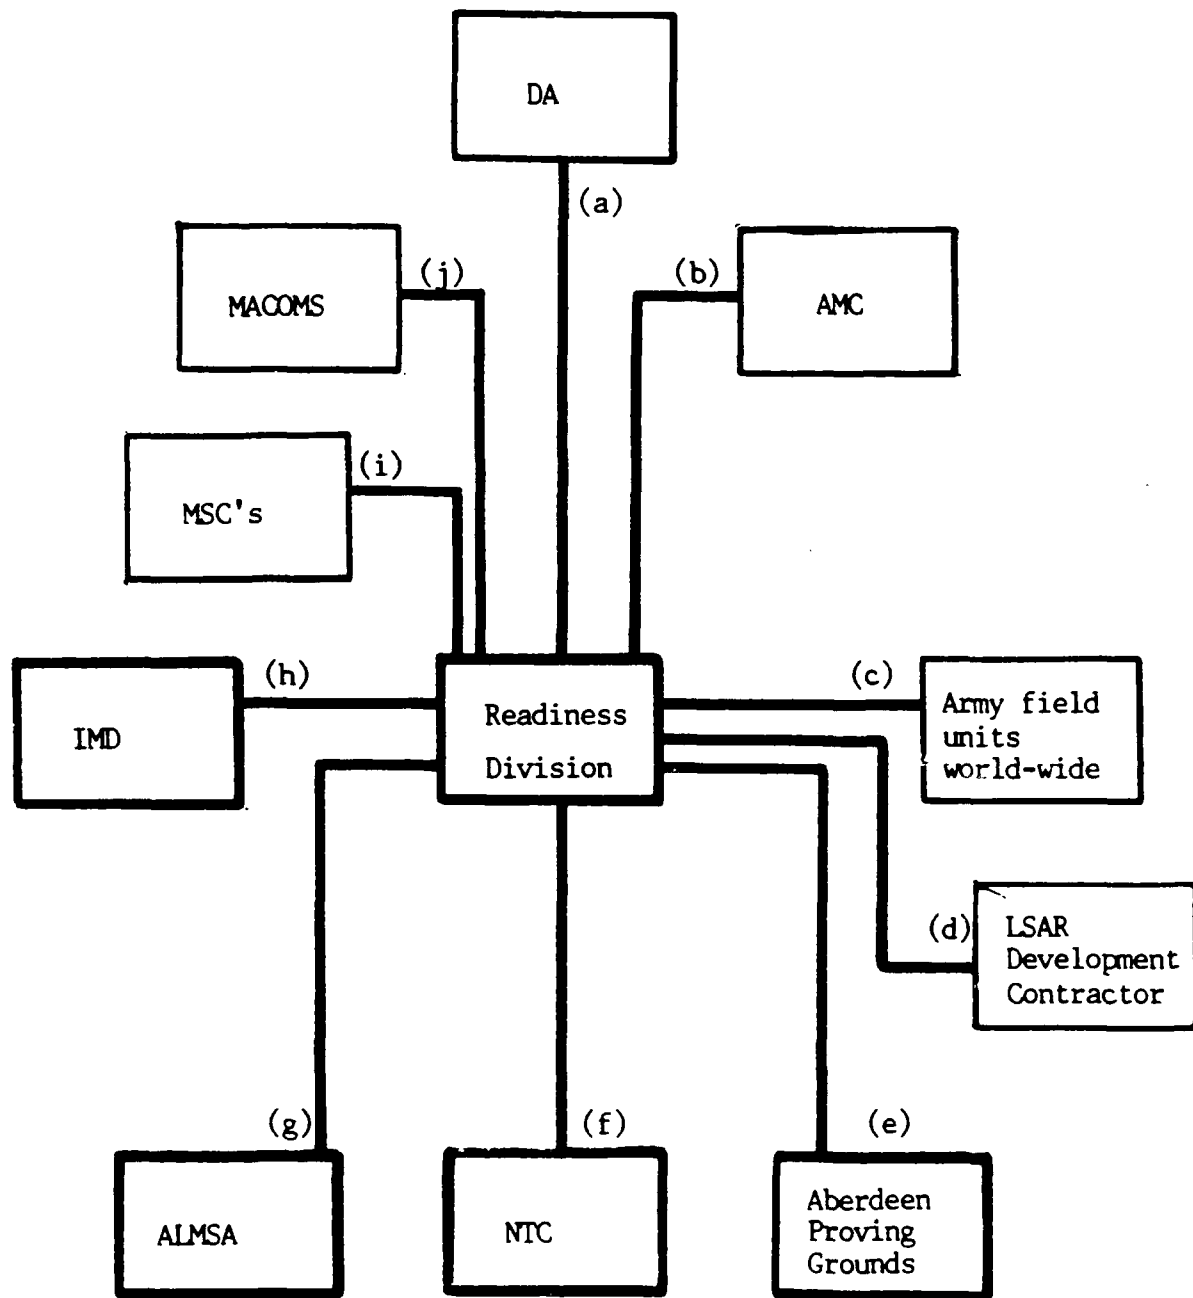 DA
(a)
MACOMS
(j)
(b)
AMC
MSC's
(i)
IMD
(h)
Readiness
Division
(c)
Army field
units
world-wide
(d)
LSAR
Development
Contractor
(g)
(f)
(e)
ALMSA
NTC
Aberdeen
Proving
Grounds